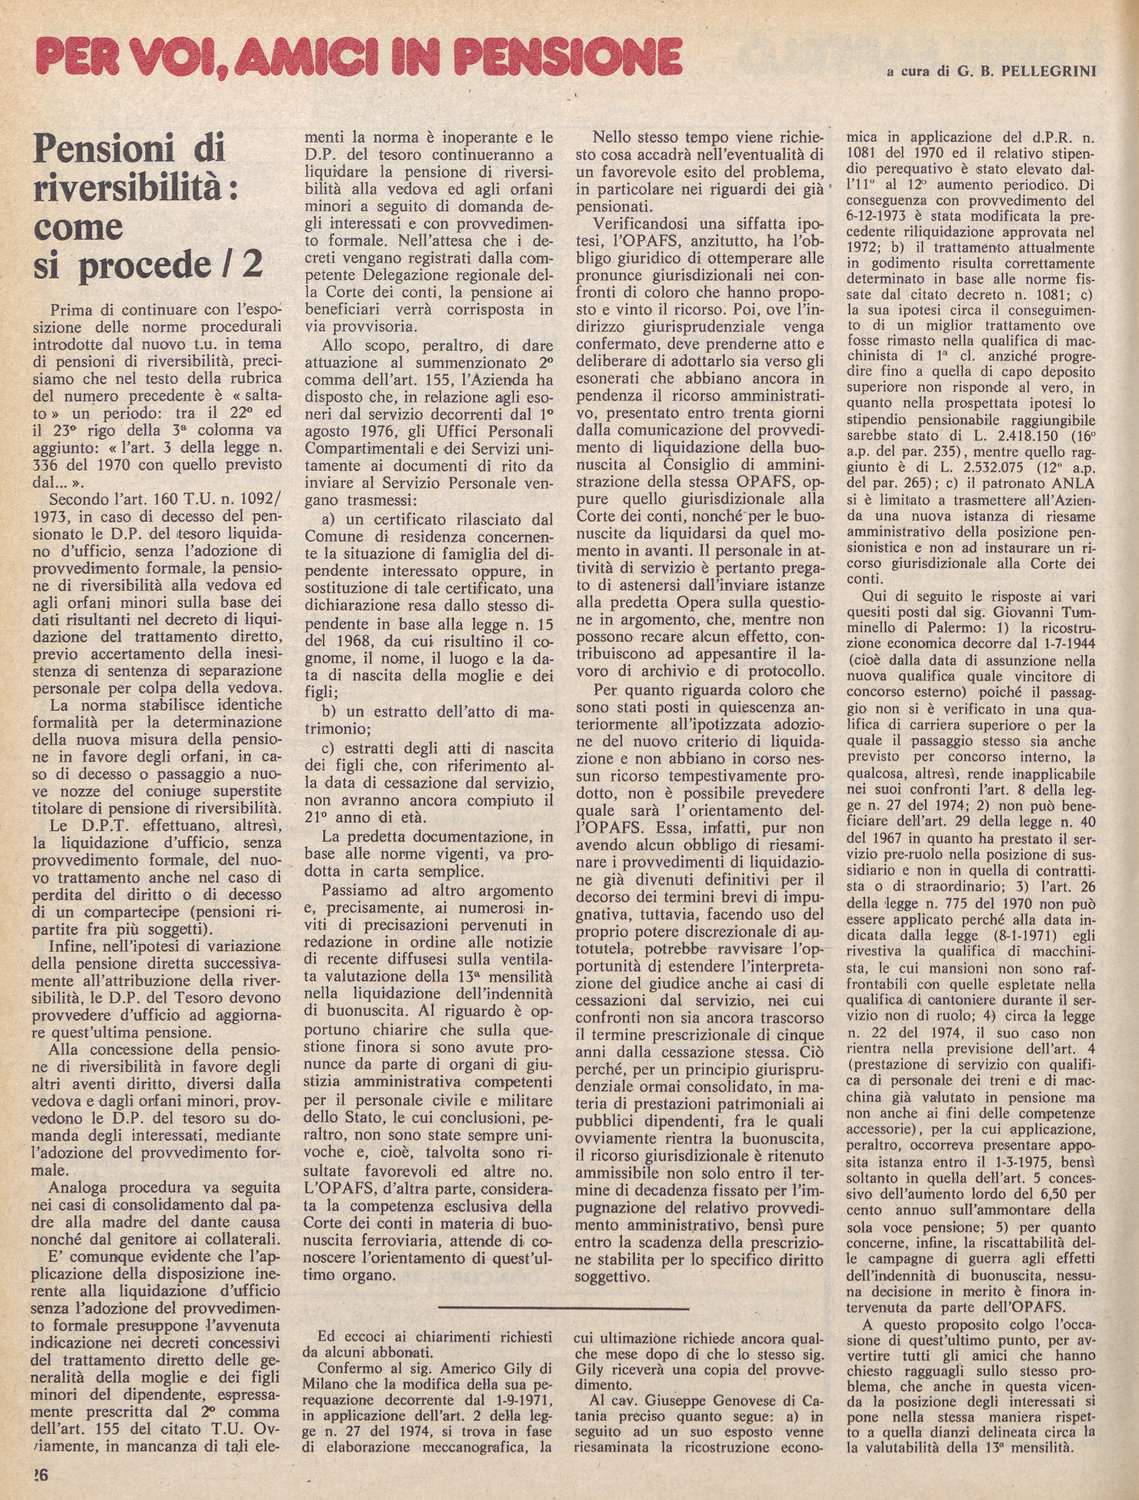 PER VOI, AMICI IN PENSIONE
a cura di G. B. PELLEGRINI
Pensioni di
riversibilità:
come
si procede / 2
Prima di continuare con l'espo-
sizione delle norme procedurali
introdotte dal nuovo t.u. in tema
di pensioni di riversibilità, preci-
siamo che nel testo della rubrica
del numero precedente è « salta-
to » un periodo: tra il 22º ed
il 23º rigo della 3ª colonna va
aggiunto: « l'art. 3 della legge n.
336 del 1970 con quello previsto
dal... ».
Secondo l'art. 160 T.U. n. 1092/
1973, in caso di decesso del pen-
sionato le D.P. del tesoro liquida-
no d'ufficio, senza l'adozione di
provvedimento formale, la pensio-
ne di riversibilità alla vedova ed
agli orfani minori sulla base dei
dati risultanti nel decreto di liqui-
dazione del trattamento diretto,
previo accertamento della inesi-
stenza di sentenza di separazione
personale per colpa della vedova.
La norma stabilisce identiche
formalità per la determinazione
della nuova misura della pensio-
ne in favore degli orfani, in ca-
so di decesso o passaggio a nuo-
ve nozze del coniuge superstite
titolare di pensione di riversibilità.
Le D.P.T. effettuano, altresì,
la liquidazione d'ufficio, senza
provvedimento formale, del nuo-
vo trattamento anche nel caso di
perdita del diritto o di decesso
di un compartecipe (pensioni ri-
partite fra più soggetti).
Infine, nell'ipotesi di variazione
della pensione diretta successiva-
mente all'attribuzione della river-
sibilità, le D.P. del Tesoro devono
provvedere d'ufficio ad aggiorna-
re quest'ultima pensione.
Alla concessione della pensio-
ne di riversibilità in favore degli
altri aventi diritto, diversi dalla
vedova e dagli orfani minori, prov-
vedono le D.P. del tesoro su do-
manda degli interessati, mediante
l'adozione del provvedimento for-
male.
Analoga procedura va seguita
nei casi di consolidamento dal pa-
dre alla madre del dante causa
nonché dal genitore ai collaterali.
E' comunque evidente che l'ap-
plicazione della disposizione ine-
rente alla liquidazione d'ufficio
senza l'adozione del provvedimen-
to formale presuppone l'avvenuta
indicazione nei decreti concessivi
del trattamento diretto delle ge-
neralità della moglie e dei figli
minori del dipendente, espressa-
mente prescritta dal 2º comma
dell'art. 155 del citato T.U. Ov-
viamente, in mancanza di tali ele-
menti la norma è inoperante e le
D.P. del tesoro continueranno a
liquidare la pensione di riversi-
bilità alla vedova ed agli orfani
minori a seguito di domanda de-
gli interessati e con provvedimen-
to formale. Nell'attesa che i de-
creti vengano registrati dalla com-
petente Delegazione regionale del-
la Corte dei conti, la pensione ai
beneficiari verrà corrisposta in
via provvisoria.
Allo scopo, peraltro, di dare
attuazione al summenzionato 2º
comma dell'art. 155, l'Azienda ha
disposto che, in relazione agli eso-
neri dal servizio decorrenti dal 1º
agosto 1976, gli Uffici Personali
Compartimentali e dei Servizi uni-
tamente ai documenti di rito da
inviare al Servizio Personale ven-
gano trasmessi:
a) un certificato rilasciato dal
Comune di residenza concernen-
te la situazione di famiglia del di-
pendente interessato oppure, in
sostituzione di tale certificato, una
dichiarazione resa dallo stesso di-
pendente in base alla legge n. 15
del 1968, da cui risultino il co-
gnome, il nome, il luogo e la da-
ta di nascita della moglie e dei
figli;
b) un estratto dell'atto di ma-
trimonio;
c) estratti degli atti di nascita
dei figli che, con riferimento al-
la data di cessazione dal servizio,
non avranno ancora compiuto il
21º anno di età.
La predetta documentazione, in
base alle norme vigenti, va pro-
dotta in carta semplice.
Passiamo ad altro argomento
e, precisamente, ai numerosi in-
viti di precisazioni pervenuti in
redazione in ordine alle notizie
di recente diffusesi sulla ventila-
ta valutazione della 13ª mensilità
nella liquidazione dell'indennità
di buonuscita. Al riguardo è op-
portuno chiarire che sulla que-
stione finora si sono avute pro-
nunce da parte di organi di giu-
stizia amministrativa competenti
per il personale civile e militare
dello Stato, le cui conclusioni, pe-
raltro, non sono state sempre uni-
voche e, cioè, talvolta sono ri-
sultate favorevoli ed altre no.
L'OPAFS, d'altra parte, considera-
ta la competenza esclusiva della
Corte dei conti in materia di buo-
nuscita ferroviaria, attende di co-
noscere l'orientamento di quest'ul-
timo organo.
Nello stesso tempo viene richie-
sto cosa accadrà nell'eventualità di
un favorevole esito del problema,
in particolare nei riguardi dei già
pensionati.
Verificandosi una siffatta ipo-
tesi, l'OPAFS, anzitutto, ha l'ob-
bligo giuridico di ottemperare alle
pronunce giurisdizionali nei con-
fronti di coloro che hanno propo-
sto e vinto il ricorso. Poi, ove l'in-
dirizzo giurisprudenziale venga
confermato, deve prenderne atto e
deliberare di adottarlo sia verso gli
esonerati che abbiano ancora in
pendenza il ricorso amministrati-
vo, presentato entro trenta giorni
dalla comunicazione del provvedi-
mento di liquidazione della buo-
nuscita al Consiglio di ammini-
strazione della stessa OPAFS, op-
pure quello giurisdizionale alla
Corte dei conti, nonché per le buo-
nuscite da liquidarsi da quel mo-
mento in avanti. Il personale in at-
tività di servizio è pertanto prega-
to di astenersi dall'inviare istanze
alla predetta Opera sulla questio-
ne in argomento, che, mentre non
possono recare alcun effetto, con-
tribuiscono ad appesantire il la-
voro di archivio e di protocollo.
Per quanto riguarda coloro che
sono stati posti in quiescenza an-
teriormente all'ipotizzata adozio-
ne del nuovo criterio di liquida-
zione e non abbiano in corso nes-
sun ricorso tempestivamente pro-
dotto, non è possibile prevedere
quale sarà l'orientamento del-
l'OPAFS. Essa, infatti, pur non
avendo alcun obbligo di riesami-
nare i provvedimenti di liquidazio-
ne già divenuti definitivi per il
decorso dei termini brevi di impu-
gnativa, tuttavia, facendo uso del
proprio potere discrezionale di au-
totutela, potrebbe ravvisare l'op-
portunità di estendere l'interpreta-
zione del giudice anche ai casi di
cessazioni dal servizio, nei cui
confronti non sia ancora trascorso
il termine prescrizionale di cinque
anni dalla cessazione stessa. Ciò
perché, per un principio giurispru-
denziale ormai consolidato, in ma-
teria di prestazioni patrimoniali ai
pubblici dipendenti, fra le quali
ovviamente rientra la buonuscita,
il ricorso giurisdizionale è ritenuto
ammissibile non solo entro il ter-
mine di decadenza fissato per l'im-
pugnazione del relativo provvedi-
mento amministrativo, bensì pure
entro la scadenza della prescrizio-
ne stabilita per lo specifico diritto
soggettivo.
Ed eccoci ai chiarimenti richiesti
da alcuni abbonati.
Confermo al sig. Americo Gily di
Milano che la modifica della sua pe-
requazione decorrente dal 1-9-1971,
in applicazione dell'art. 2 della leg-
ge n. 27 del 1974, si trova in fase
di elaborazione meccanografica, la
cui ultimazione richiede ancora qual-
che mese dopo di che lo stesso sig.
Gily riceverà una copia del provve-
dimento.
Al cav. Giuseppe Genovese di Ca-
tania preciso quanto segue: a) in
seguito ad un suo esposto venne
riesaminata la ricostruzione econo-
mica in applicazione del d.P.R. n.
1081 del 1970 ed il relativo stipen-
dio perequativo è stato elevato dal-
l'11º al 12º aumento periodico. Di
conseguenza con provvedimento del
6-12-1973 è stata modificata la pre-
cedente riliquidazione approvata nel
1972; b) il trattamento attualmente
in godimento risulta correttamente
determinato in base alle norme fis-
sate dal citato decreto n. 1081; c)
la sua ipotesi circa il conseguimen-
to di un miglior trattamento ove
fosse rimasto nella qualifica di mac-
chinista di 1ª cl. anziché progre-
dire fino a quella di capo deposito
superiore non risponde al vero, in
quanto nella prospettata ipotesi lo
stipendio pensionabile raggiungibile
sarebbe stato di L. 2.418.150 (16º
a.p. del par. 235), mentre quello rag-
giunto è di L. 2.532.075 (12º a.p.
del par. 265); c) il patronato ANLA
si è limitato a trasmettere all'Azien-
da una nuova istanza di riesame
amministrativo della posizione pen-
sionistica e non ad instaurare un ri-
corso giurisdizionale alla Corte dei
conti.
Qui di seguito le risposte ai vari
quesiti posti dal sig. Giovanni Tum-
minello di Palermo: 1) la ricostru-
zione economica decorre dal 1-7-1944
(cioè dalla data di assunzione nella
nuova qualifica quale vincitore di
concorso esterno) poiché il passag-
gio non si è verificato in una qua-
lifica di carriera superiore o per la
quale il passaggio stesso sia anche
previsto per concorso interno, la
qualcosa, altresì, rende inapplicabile
nei suoi confronti l'art. 8 della leg-
ge n. 27 del 1974; 2) non può bene-
ficiare dell'art. 29 della legge n. 40
del 1967 in quanto ha prestato il ser-
vizio pre-ruolo nella posizione di sus-
sidiario e non in quella di contratti-
sta o di straordinario; 3) l'art. 26
della legge n. 775 del 1970 non può
essere applicato perché alla data in-
dicata dalla legge (8-1-1971) egli
rivestiva la qualifica di macchini-
sta, le cui mansioni non sono raf-
frontabili con quelle espletate nella
qualifica di cantoniere durante il ser-
vizio non di ruolo; 4) circa la legge
n. 22 del 1974, il suo caso non
rientra nella previsione dell'art. 4
(prestazione di servizio con qualifi-
ca di personale dei treni e di mac-
china già valutato in pensione ma
non anche ai fini delle competenze
accessorie), per la cui applicazione,
peraltro, occorreva presentare appo-
sita istanza entro il 1-3-1975, bensì
soltanto in quella dell'art. 5 conces-
sivo dell'aumento lordo del 6,50 per
cento annuo sull'ammontare della
sola voce pensione; 5) per quanto
concerne, infine, la riscattabilità del-
le campagne di guerra agli effetti
dell'indennità di buonuscita, nessu-
na decisione in merito è finora in-
tervenuta da parte dell'OPAFS.
A questo proposito colgo l'occa-
sione di quest'ultimo punto, per av-
vertire tutti gli amici che hanno
chiesto ragguagli sullo stesso pro-
blema, che anche in questa vicen-
da la posizione degli interessati si
pone nella stessa maniera rispet-
to a quella dianzi delineata circa la
la valutabilità della 13ª mensilità.
26